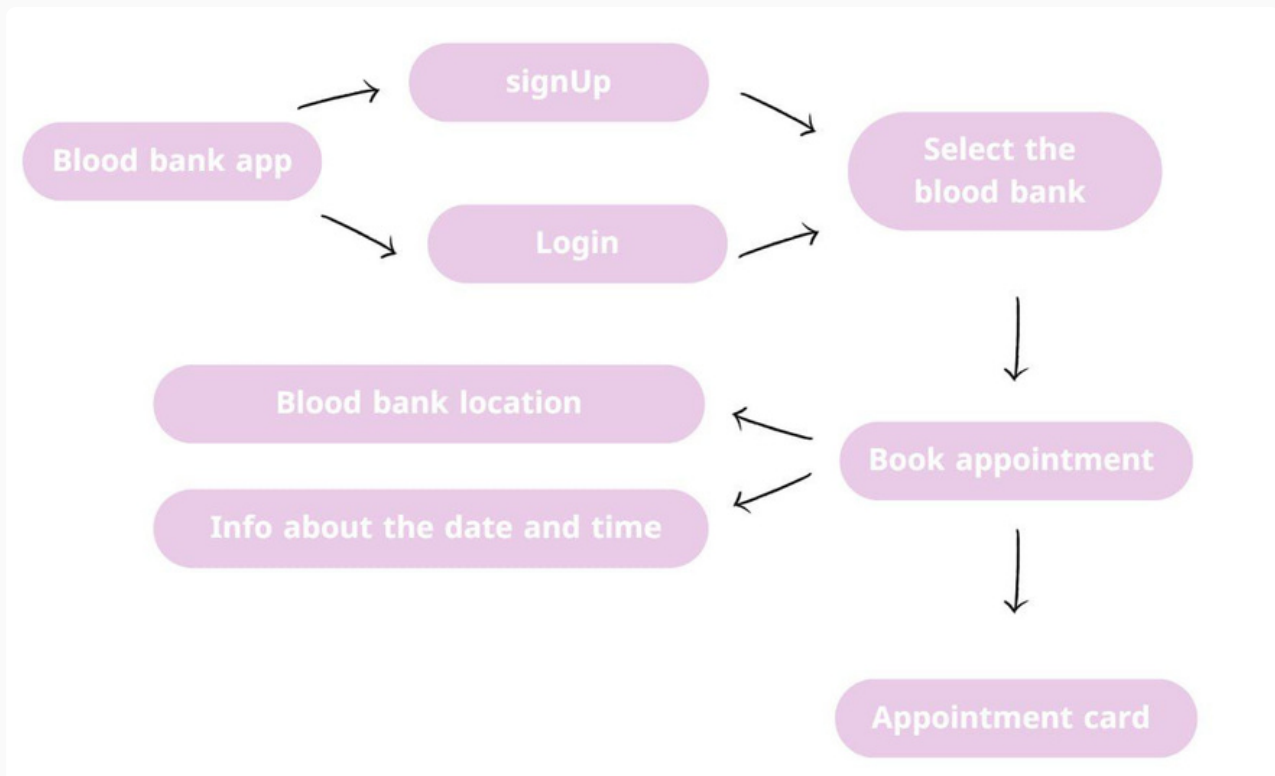 Blood bank app
signUp
Login
Select the
blood bank
Book appointment
Blood bank location
Info about the date and time
Appointment card